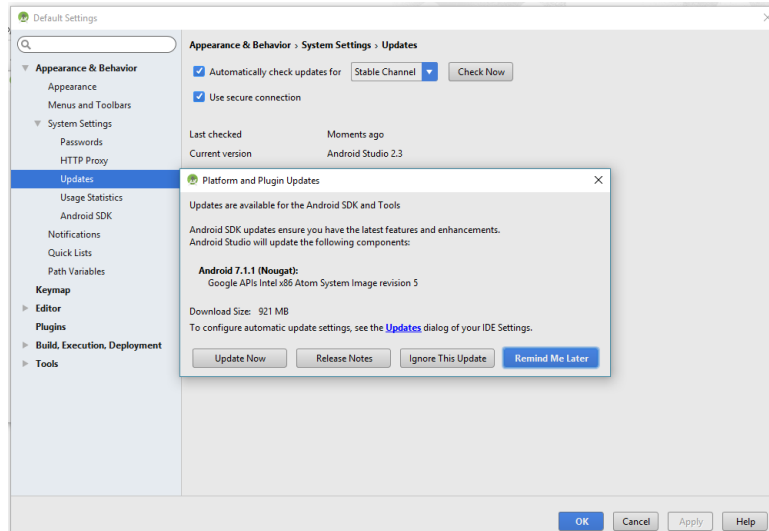 Default Settings
Appearance & Behavior › System Settings › Updates
Appearance & Behavior
Appearance
Menus and Toolbars
System Settings
Passwords
HTTP Proxy
Updates
Usage Statistics
Android SDK
Notifications
Quick Lists
Path Variables
Keymap
Editor
Plugins
Build, Execution, Deployment
Tools
Automatically check updates for Stable Channel Check Now
Use secure connection
Last checked Moments ago
Current version Android Studio 2.3
Platform and Plugin Updates
Updates are available for the Android SDK and Tools
Android SDK updates ensure you have the latest features and enhancements.
Android Studio will update the following components:
Android 7.1.1 (Nougat):
Google APIs Intel x86 Atom System Image revision 5
Download Size: 921 MB
To configure automatic update settings, see the Updates dialog of your IDE Settings.
Update Now Release Notes Ignore This Update Remind Me Later
OK Cancel Apply Help